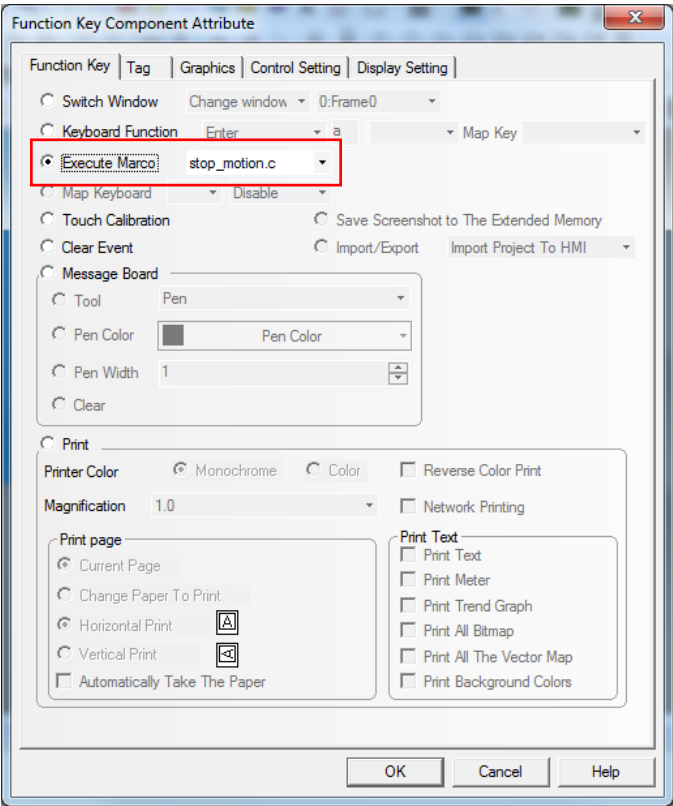 Function Key Component Attribute
x
Function Key Tag Graphics Control Setting Display Setting
Switch Window Change window 0:Frame0
Keyboard Function Enter a Map Key
Execute Marco stop_motion.c
Map Keyboard Disable
Touch Calibration Save Screenshot to The Extended Memory
Clear Event Import/Export Import Project To HMI
Message Board
Tool Pen
Pen Color Pen Color
Pen Width 1
Clear
Print
Printer Color Monochrome Color Reverse Color Print
Magnification 1.0 Network Printing
Print page Print Text
Current Page Print Text
Change Paper To Print Print Meter
Horizontal Print A Print Trend Graph
Print All Bitmap
Vertical Print A Print All The Vector Map
Automatically Take The Paper Print Background Colors
OK Cancel Help